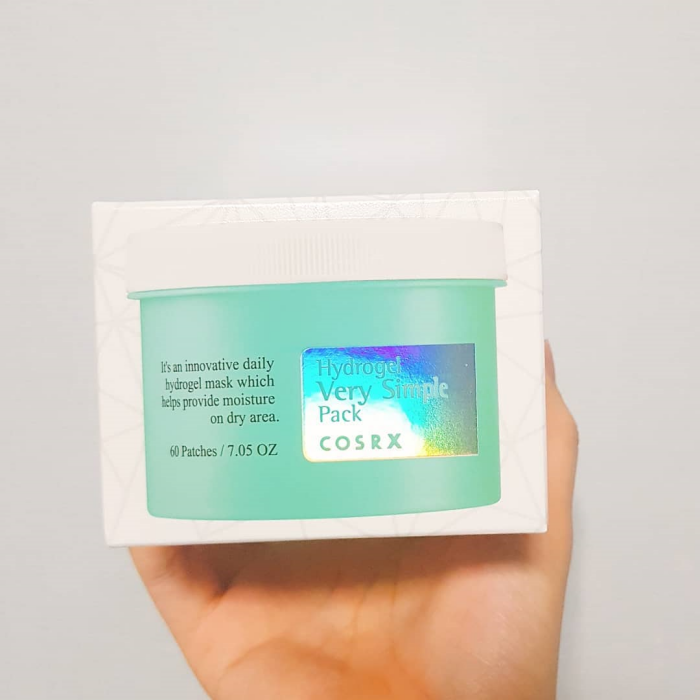 It's an innovative daily
hydrogel mask which
helps provide moisture
on dry area.
60 Patches / 7.05 OZ
Hydrogel
Very Simple
Pack
COSRX